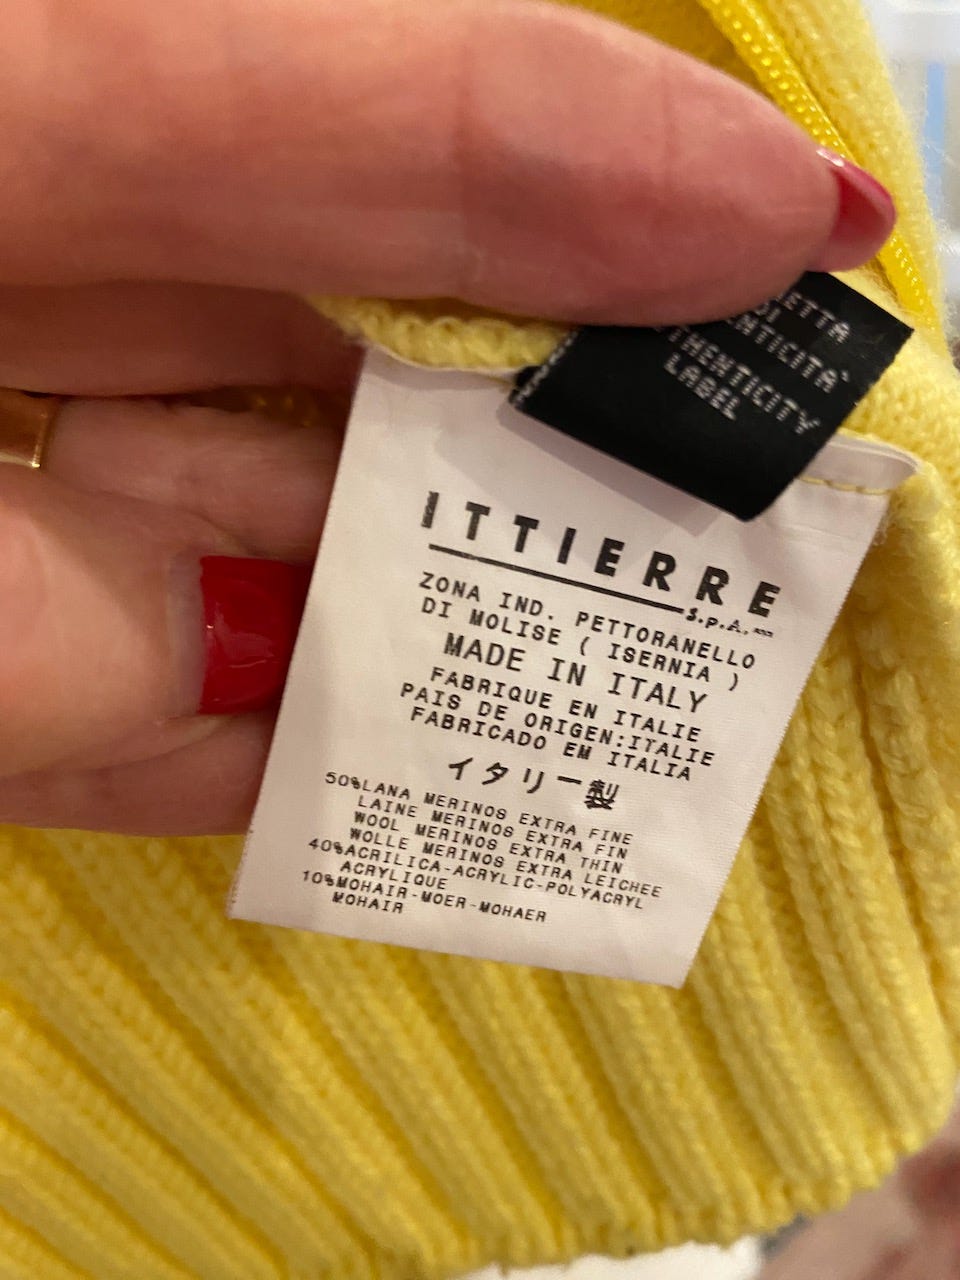 DI
LABEL
ITTIERRE
S.p.A.
ZONA IND. PETTORANELLO
DI MOLISE ( ISERNIA )
MADE IN ITALY
FABRIQUE EN ITALIE
PAIS DE ORIGEN:ITALIE
FABRICADO EM ITALIA
イタリー製
50%LANA MERINOS EXTRA FINE
LAINE MERINOS EXTRA FIN
WOOL MERINOS EXTRA THIN
WOLLE MERINOS EXTRA LEICHEE
40%ACRILICA-ACRYLIC-POLYACRYL
ACRYLIQUE
10%MOHAIR-MOER-MOHAER
MOHAIR